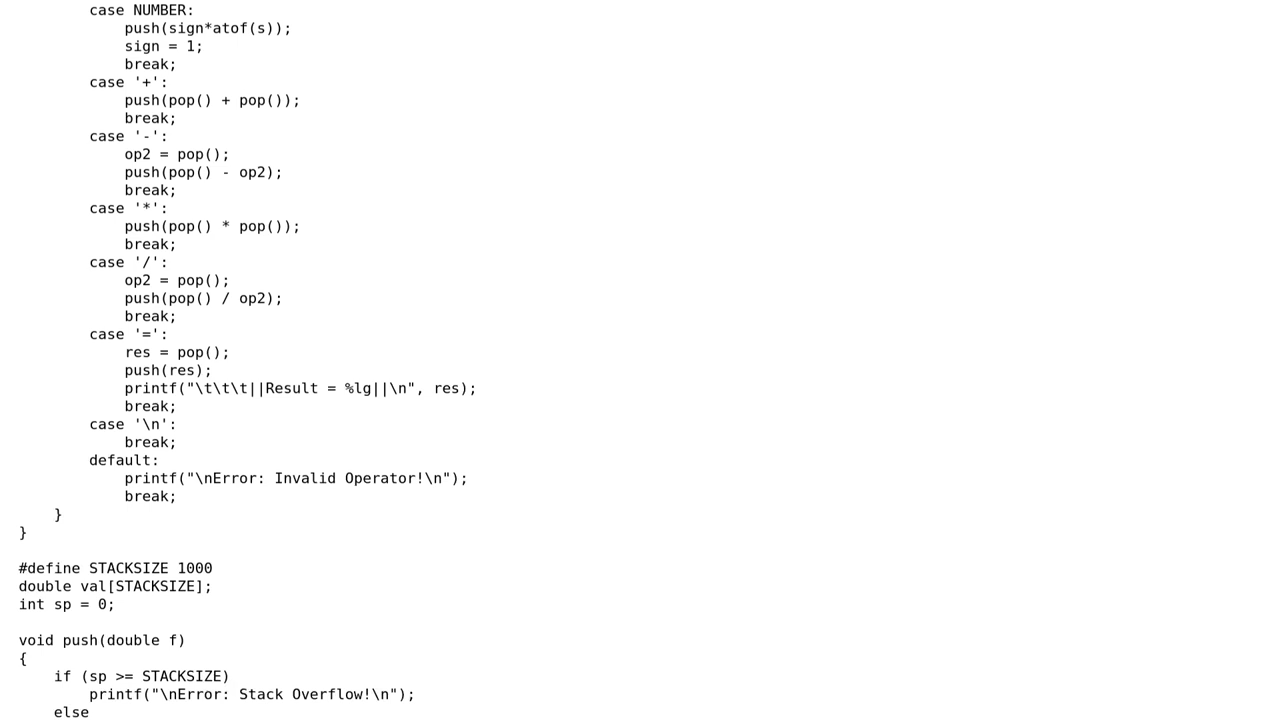 case NUMBER:
            push(sign*atof(s));
            sign = 1;
            break;
        case '+':
            push(pop() + pop());
            break;
        case '-':
            op2 = pop();
            push(pop() - op2);
            break;
        case '*':
            push(pop() * pop());
            break;
        case '/':
            op2 = pop();
            push(pop() / op2);
            break;
        case '=':
            res = pop();
            push(res);
            printf("\t\t\t||Result = %lg||\n", res);
            break;
        case '\n':
            break;
        default:
            printf("\nError: Invalid Operator!\n");
            break;
    }
}

#define STACKSIZE 1000
double val[STACKSIZE];
int sp = 0;

void push(double f)
{
    if (sp >= STACKSIZE)
        printf("\nError: Stack Overflow!\n");
    else